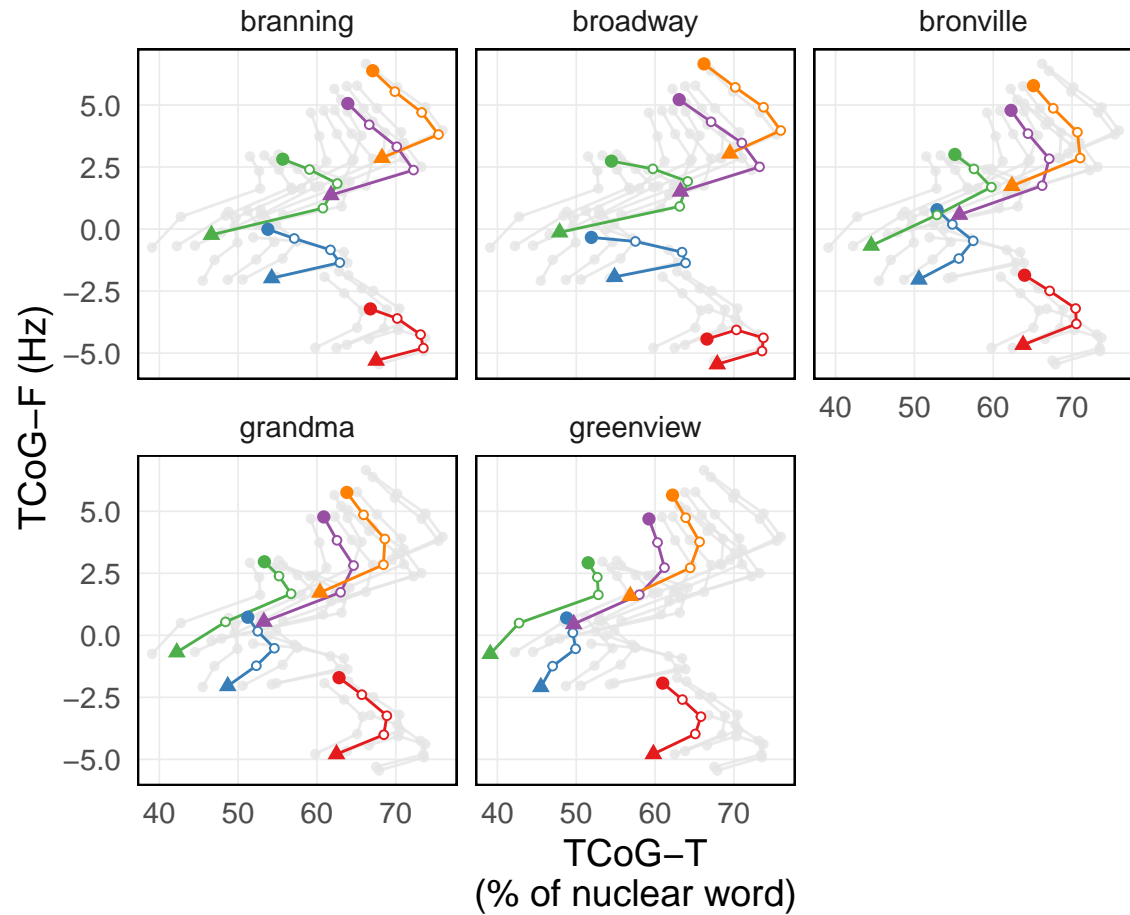 branning broadway bronville
5.0
2.5
0.0
−2.5
−5.0
40 50 60 70
grandma greenview
5.0
2.5
0.0
−2.5
−5.0
40 50 60 70 40 50 60 70
TCoG−F (Hz)
TCoG−T
(% of nuclear word)